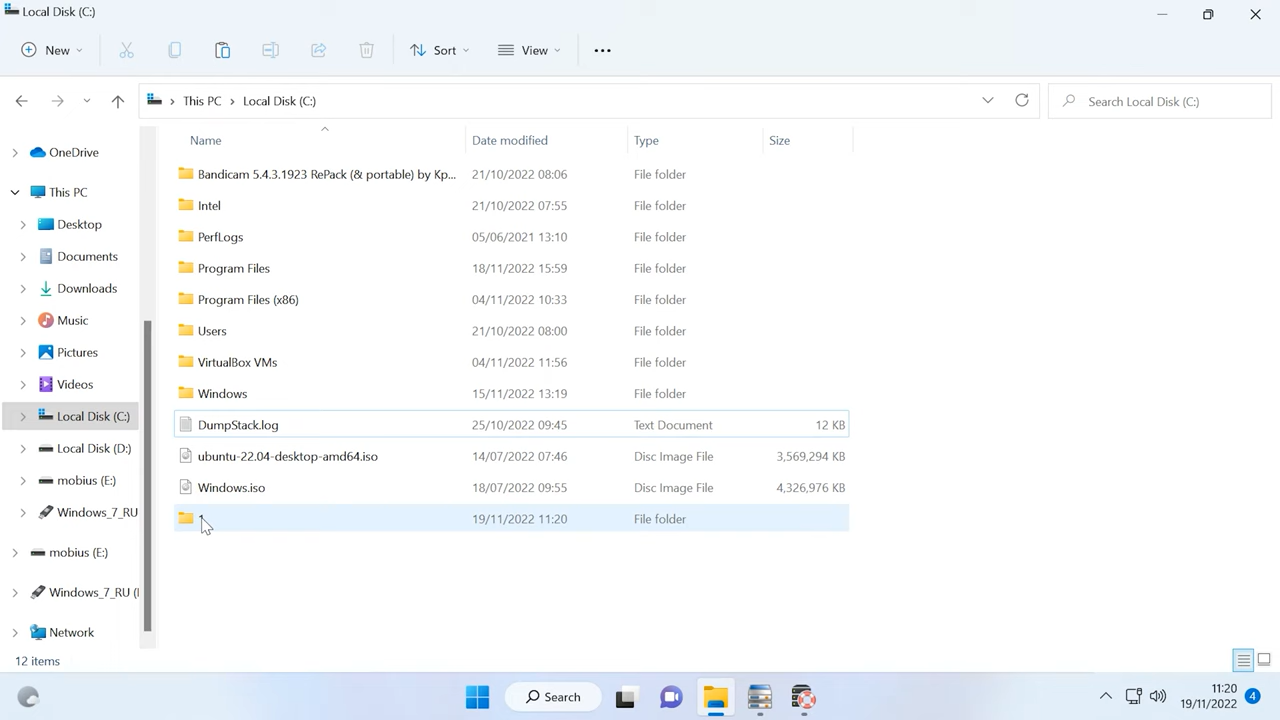 Local Disk (C:)
New
Sort
View
This PC > Local Disk (C:)
Search Local Disk (C:)
Name Date modified Type Size
OneDrive
This PC
Desktop
Documents
Downloads
Music
Pictures
Videos
Local Disk (C:)
Local Disk (D:)
mobius (E:)
Windows_7_RU
mobius (E:)
Windows_7_RU (
Network
Bandicam 5.4.3.1923 RePack (& portable) by Kp... 21/10/2022 08:06 File folder
Intel 21/10/2022 07:55 File folder
PerfLogs 05/06/2021 13:10 File folder
Program Files 18/11/2022 15:59 File folder
Program Files (x86) 04/11/2022 10:33 File folder
Users 21/10/2022 08:00 File folder
VirtualBox VMs 04/11/2022 11:56 File folder
Windows 15/11/2022 13:19 File folder
DumpStack.log 25/10/2022 09:45 Text Document 12 KB
ubuntu-22.04-desktop-amd64.iso 14/07/2022 07:46 Disc Image File 3,569,294 KB
Windows.iso 18/07/2022 09:55 Disc Image File 4,326,976 KB
19/11/2022 11:20 File folder
12 items
Search
11:20
19/11/2022
4